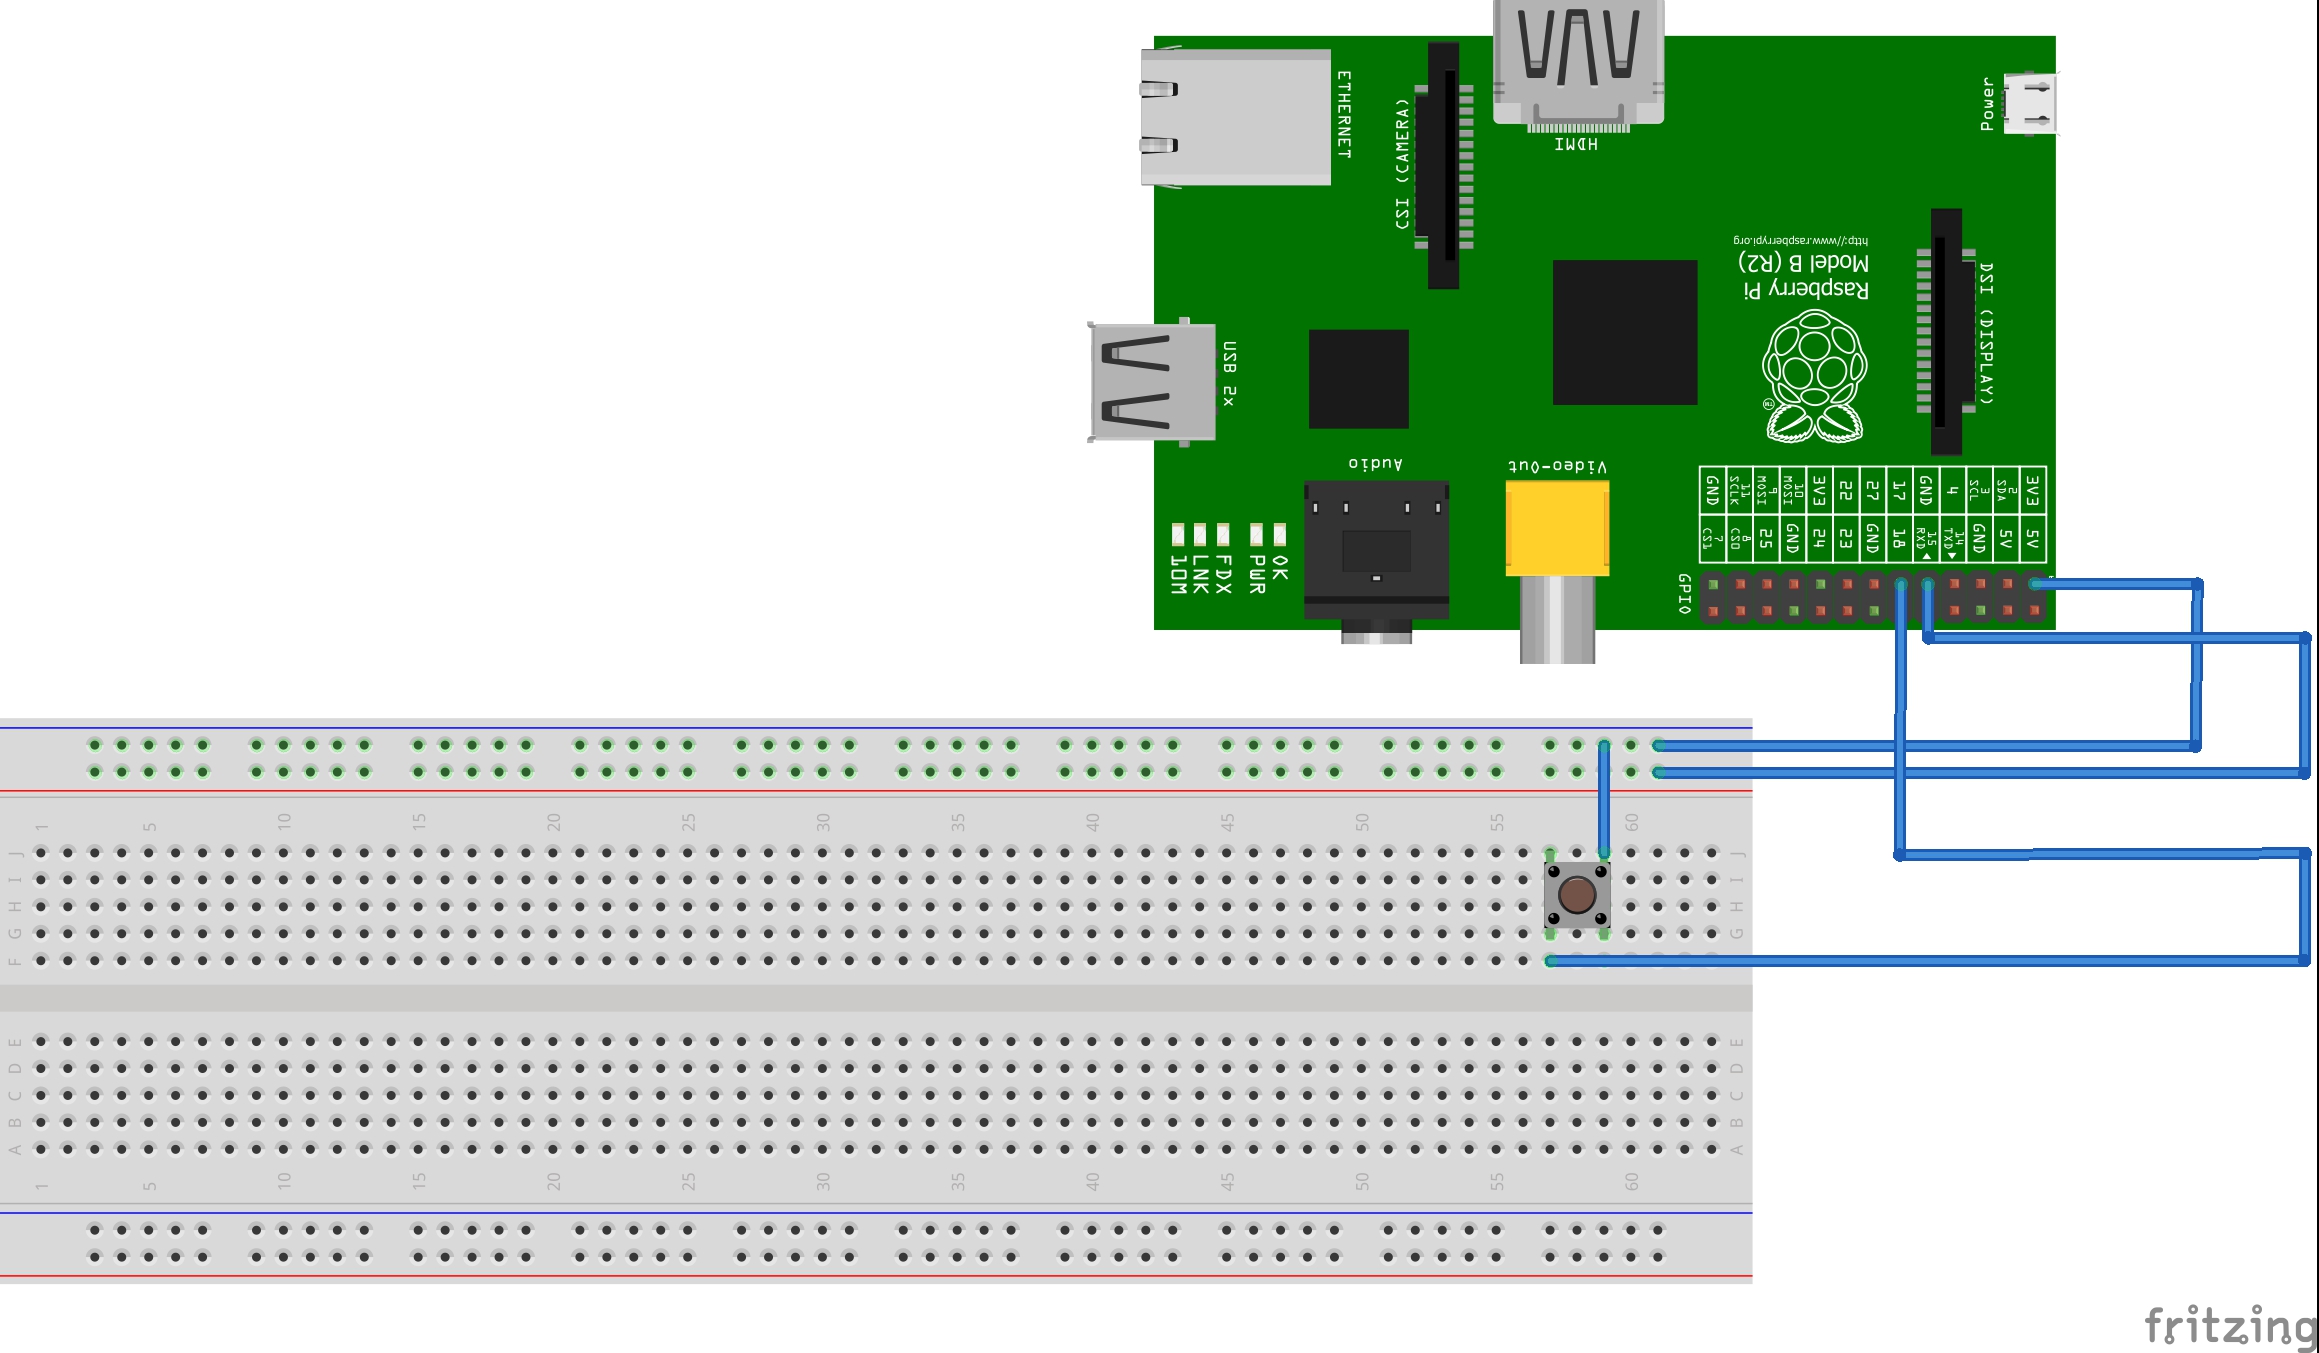 ETHERNET
CSI (CAMERA)
HDMI
Power
http://www.raspberrypi.org
Raspberry Pi
Model B (R2)
DSI (DISPLAY)
TM
USB 2x
Audio
Video-Out
GND 11 SCLK 9 MOSI 10 MOSI 3V3 22 27 17 GND 4 3 SCL 2 SDA 3V3
7 CS1 8 CS0 25 GND 24 23 GND 18 15 RXD 14 TXD GND 5V 5V
10M LNK FDX PWR OK
GPIO
1 5 10 15 20 25 30 35 40 45 50 55 60
J J
I I
H H
G G
F
E E
D D
C C
B B
A A
1 5 10 15 20 25 30 35 40 45 50 55 60
fritzing